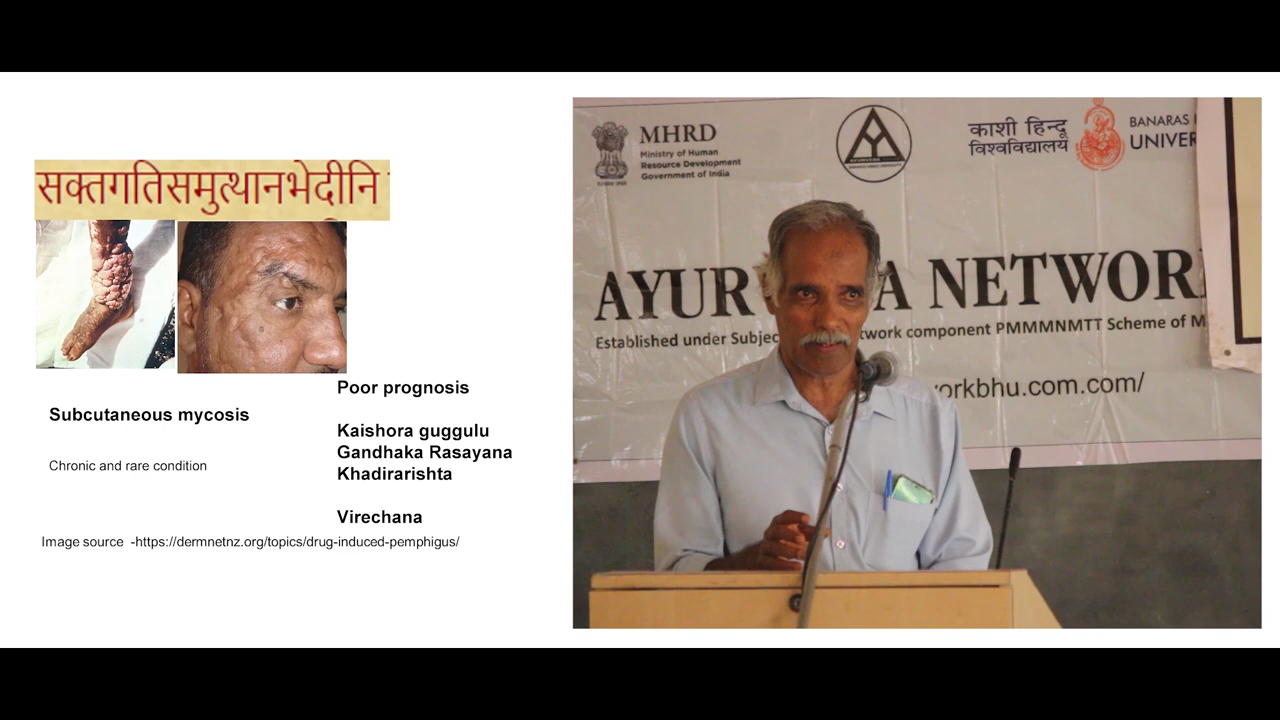 सक्तगतिसमुत्थानभेदीनि
Subcutaneous mycosis
Chronic and rare condition
Poor prognosis
Kaishora guggulu
Gandhaka Rasayana
Khadirarishta
Virechana
Image source -https://dermnetnz.org/topics/drug-induced-pemphigus/
MHRD
Ministry of Human
Resource Development
Government of India
काशी हिन्दू
विश्वविद्यालय
BANARAS
UNIVER
AYUR A NETWORK
Established under Subjec work component PMMMNMTT Scheme of M
orkbhu.com.com/